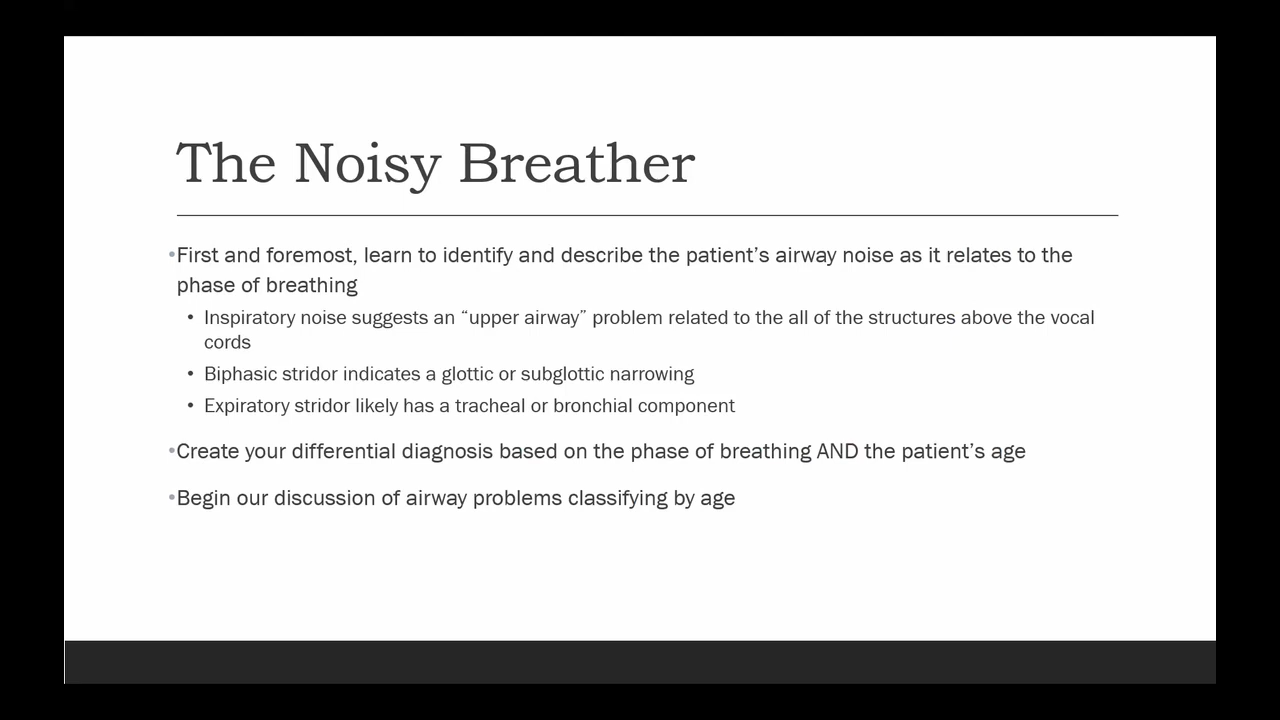 The Noisy Breather
•First and foremost, learn to identify and describe the patient’s airway noise as it relates to the
phase of breathing
• Inspiratory noise suggests an “upper airway” problem related to the all of the structures above the vocal
cords
• Biphasic stridor indicates a glottic or subglottic narrowing
• Expiratory stridor likely has a tracheal or bronchial component
•Create your differential diagnosis based on the phase of breathing AND the patient’s age
•Begin our discussion of airway problems classifying by age